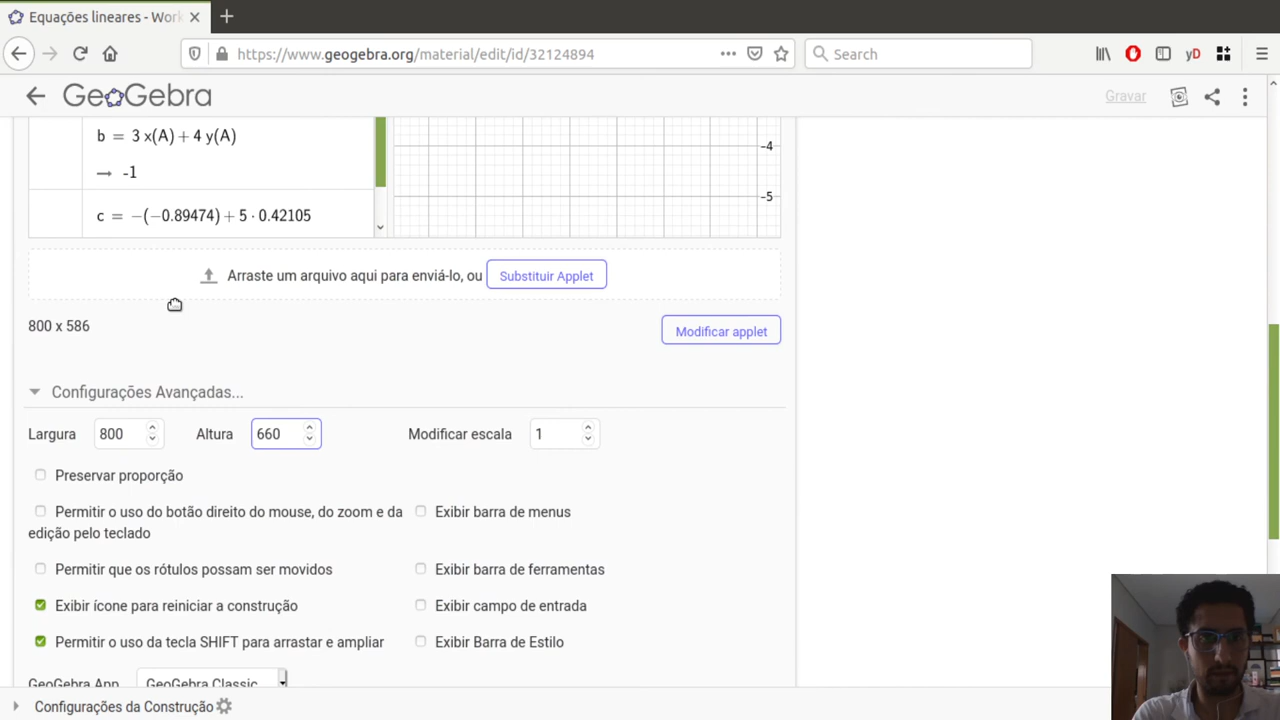 Equações lineares - Work
https://www.geogebra.org/material/edit/id/32124894
Search
yD
GeoGebra
Gravar
b = 3 x(A) + 4 y(A)
→ -1
c = −(−0.89474) + 5 · 0.42105
-4
-5
Arraste um arquivo aqui para enviá-lo, ou Substituir Applet
800 x 586
Modificar applet
Configurações Avançadas...
Largura 800 Altura 660 Modificar escala 1
Preservar proporção
Permitir o uso do botão direito do mouse, do zoom e da edição pelo teclado
Exibir barra de menus
Permitir que os rótulos possam ser movidos
Exibir barra de ferramentas
Exibir ícone para reiniciar a construção
Exibir campo de entrada
Permitir o uso da tecla SHIFT para arrastar e ampliar
Exibir Barra de Estilo
GeoGebra App GeoGebra Classic
Configurações da Construção